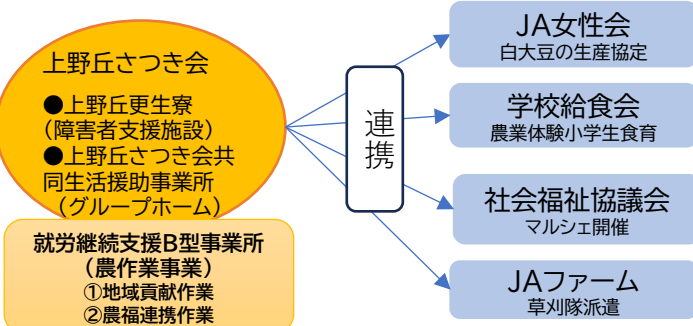 上野丘さつき会
●上野丘更生寮
(障害者支援施設)
●上野丘さつき会共
同生活援助事業所
(グループホーム)
就労継続支援B型事業所
(農作業事業)
①地域貢献作業
②農福連携作業
連携
JA女性会
白大豆の生産協定
学校給食会
農業体験小学生食育
社会福祉協議会
マルシェ開催
JAファーム
草刈隊派遣